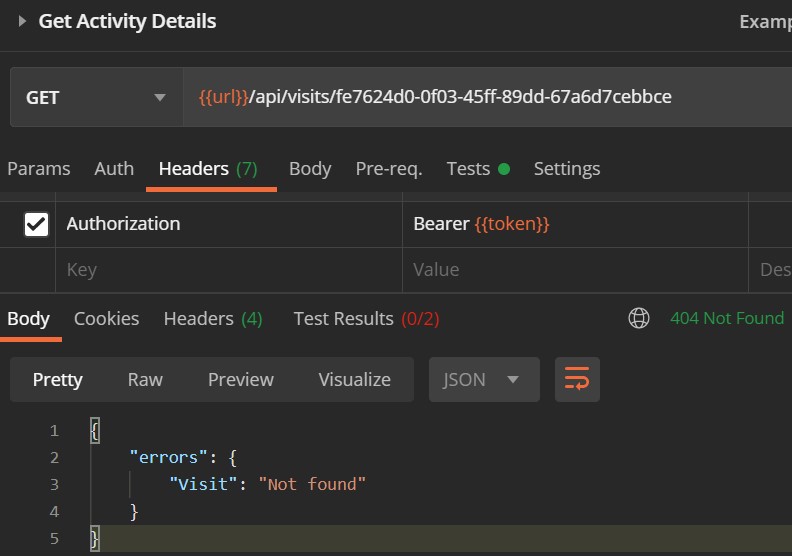 Get Activity Details Examp
GET {{url}}/api/visits/fe7624d0-0f03-45ff-89dd-67a6d7cebbce
Params Auth Headers (7) Body Pre-req. Tests Settings
Authorization Bearer {{token}}
Key Value Des
Body Cookies Headers (4) Test Results (0/2) 404 Not Found
Pretty Raw Preview Visualize JSON
1 {
2 "errors": {
3 "Visit": "Not found"
4 }
5 }